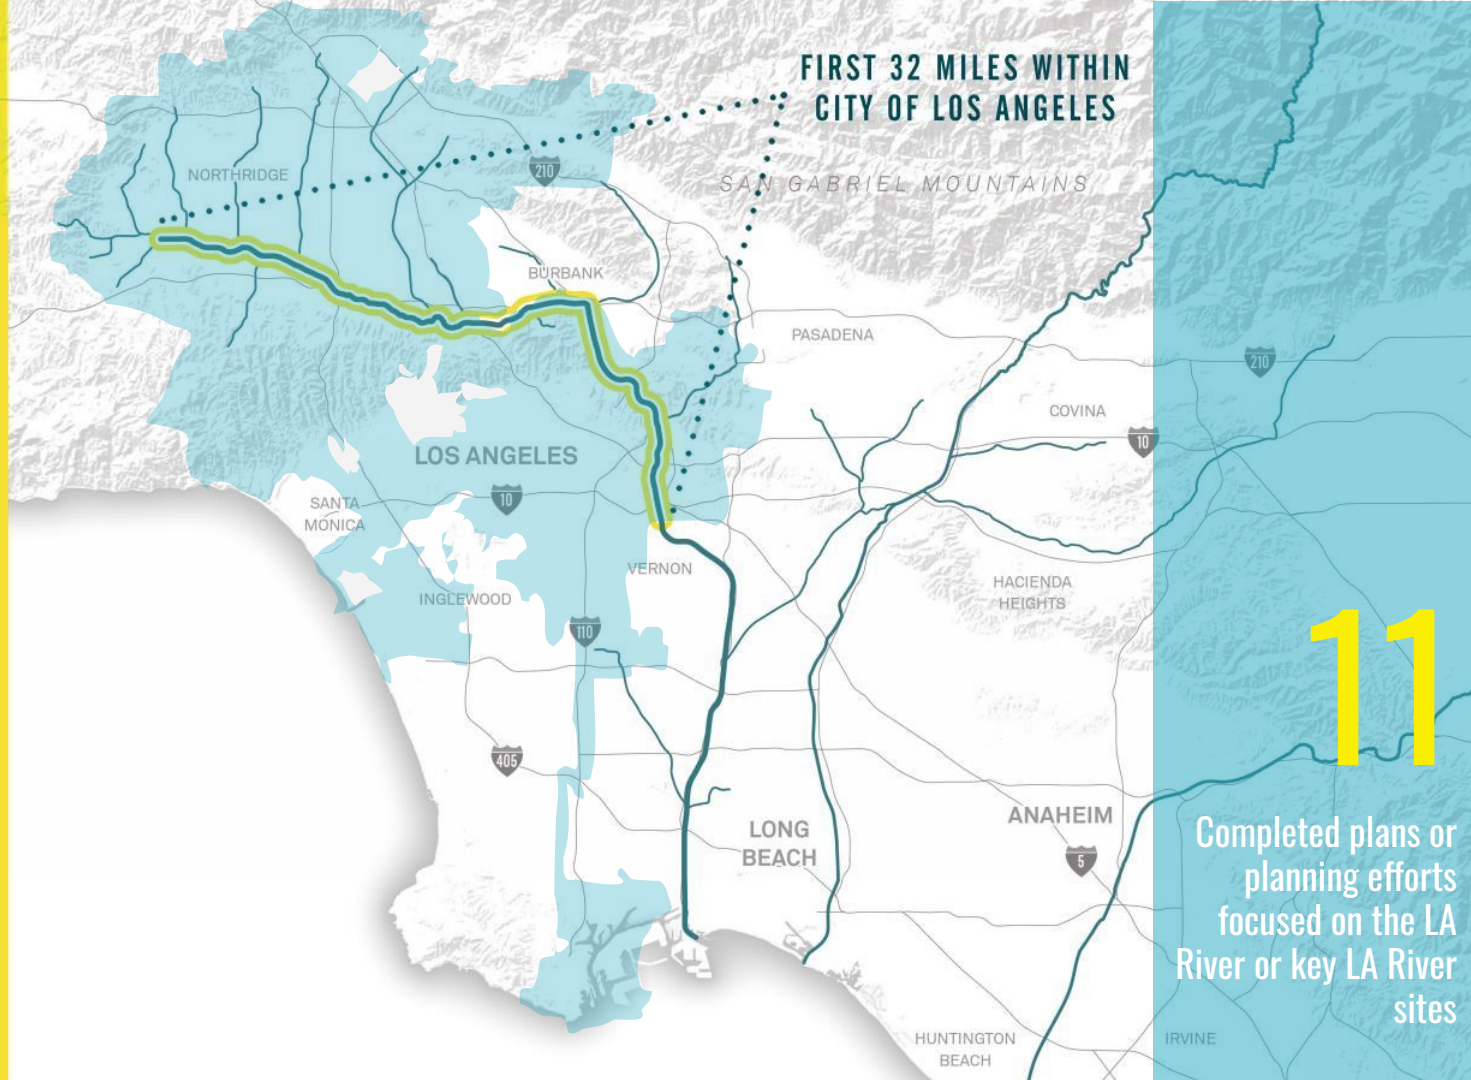 FIRST 32 MILES WITHIN
CITY OF LOS ANGELES
NORTHRIDGE
210
SAN GABRIEL MOUNTAINS
BURBANK
PASADENA
210
COVINA
10
LOS ANGELES
10
SANTA
MONICA
VERNON
INGLEWOOD
HACIENDA
HEIGHTS
110
405
LONG
BEACH
ANAHEIM
5
HUNTINGTON
BEACH
IRVINE
11
Completed plans or
planning efforts
focused on the LA
River or key LA River
sites